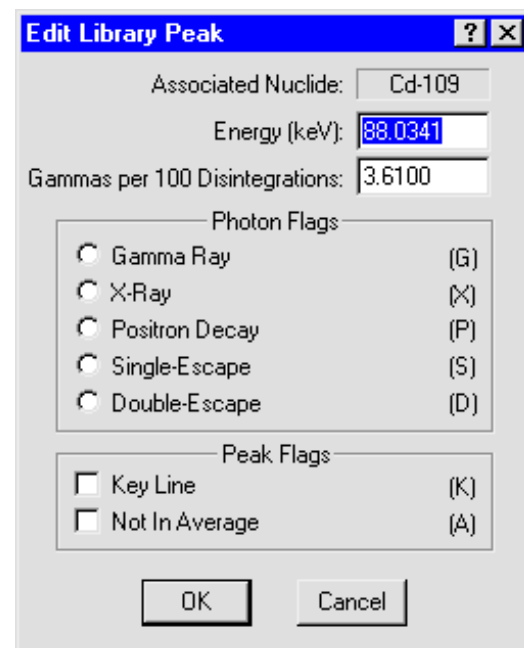 Edit Library Peak ? ×
Associated Nuclide: Cd-109
Energy (keV): 88.0341
Gammas per 100 Disintegrations: 3.6100
Photon Flags
Gamma Ray (G)
X-Ray (X)
Positron Decay (P)
Single-Escape (S)
Double-Escape (D)
Peak Flags
Key Line (K)
Not In Average (A)
OK Cancel